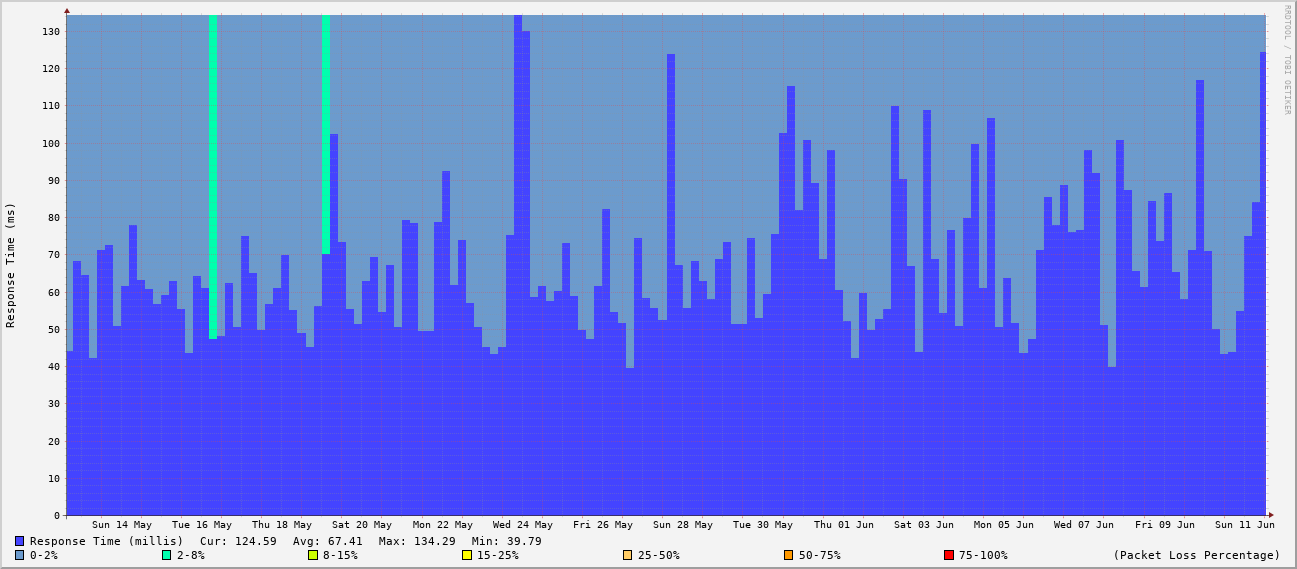 RRDTOOL / TOBI OETIKER
Response Time (ms)
130
120
110
100
90
80
70
60
50
40
30
20
10
0
Sun 14 May Tue 16 May Thu 18 May Sat 20 May Mon 22 May Wed 24 May Fri 26 May Sun 28 May Tue 30 May Thu 01 Jun Sat 03 Jun Mon 05 Jun Wed 07 Jun Fri 09 Jun Sun 11 Jun
Response Time (millis) Cur: 124.59 Avg: 67.41 Max: 134.29 Min: 39.79
0-2% 2-8% 8-15% 15-25% 25-50% 50-75% 75-100% (Packet Loss Percentage)